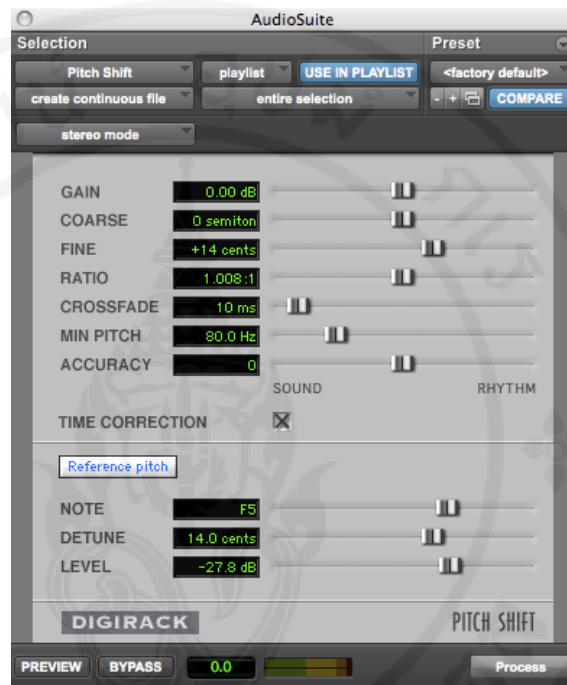 AudioSuite
Selection Preset
Pitch Shift playlist USE IN PLAYLIST <factory default>
create continuous file entire selection - + COMPARE
stereo mode
GAIN 0.00 dB
COARSE 0 semiton
FINE +14 cents
RATIO 1.008:1
CROSSFADE 10 ms
MIN PITCH 80.0 Hz
ACCURACY 0
SOUND RHYTHM
TIME CORRECTION
Reference pitch
NOTE F5
DETUNE 14.0 cents
LEVEL -27.8 dB
DIGIRACK PITCH SHIFT
PREVIEW BYPASS 0.0 Process